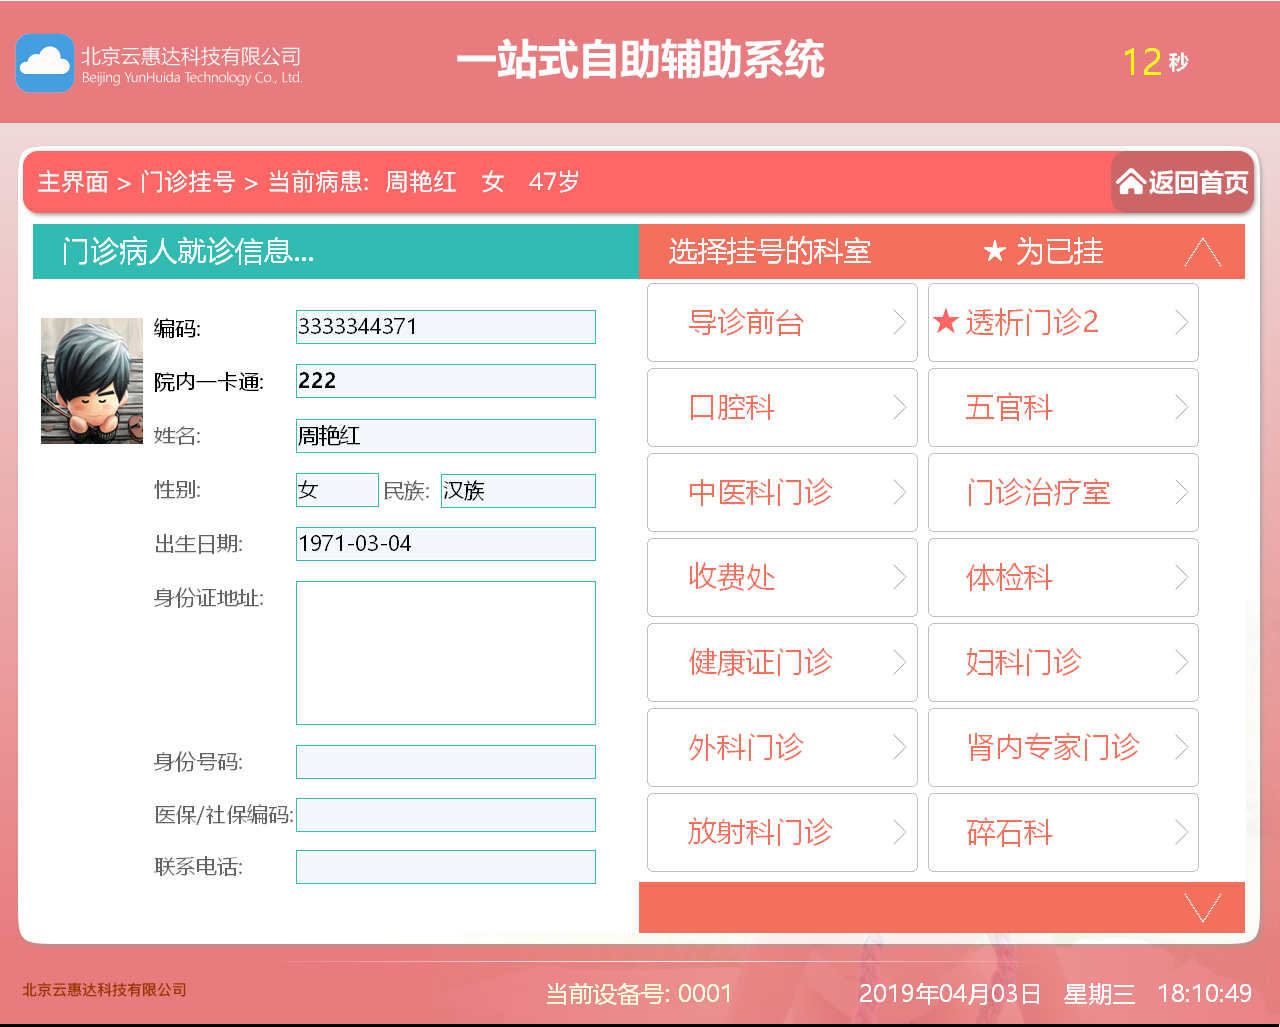 北京云惠达科技有限公司
Beijing YunHuida Technology Co., Ltd.
一站式自助辅助系统
12 秒
主界面 > 门诊挂号 > 当前病患: 周艳红 女 47岁
返回首页
门诊病人就诊信息...
选择挂号的科室 ★ 为已挂
编码: 3333344371
院内一卡通: 222
姓名: 周艳红
性别: 女 民族: 汉族
出生日期: 1971-03-04
身份证地址:
身份号码:
医保/社保编码:
联系电话:
导诊前台
★ 透析门诊2
口腔科
五官科
中医科门诊
门诊治疗室
收费处
体检科
健康证门诊
妇科门诊
外科门诊
肾内专家门诊
放射科门诊
碎石科
北京云惠达科技有限公司
当前设备号: 0001
2019年04月03日 星期三 18:10:49